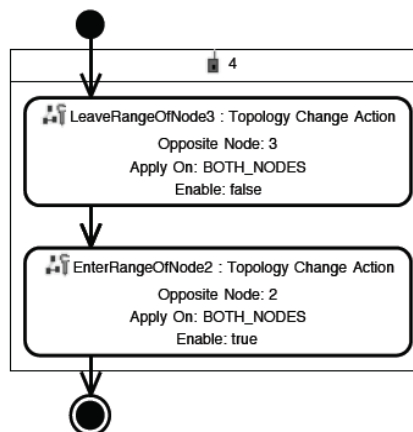 4
LeaveRangeOfNode3 : Topology Change Action
Opposite Node: 3
Apply On: BOTH_NODES
Enable: false
EnterRangeOfNode2 : Topology Change Action
Opposite Node: 2
Apply On: BOTH_NODES
Enable: true